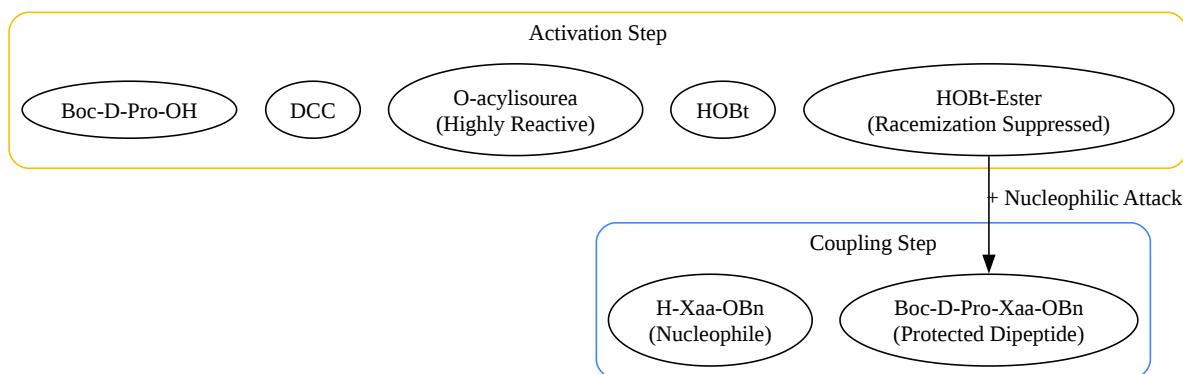 Activation Step
Boc-D-Pro-OH
DCC
O-acylisourea
(Highly Reactive)
HOBt
HOBt-Ester
(Racemization Suppressed)
+ Nucleophilic Attack
Coupling Step
H-Xaa-OBn
(Nucleophile)
Boc-D-Pro-Xaa-OBn
(Protected Dipeptide)